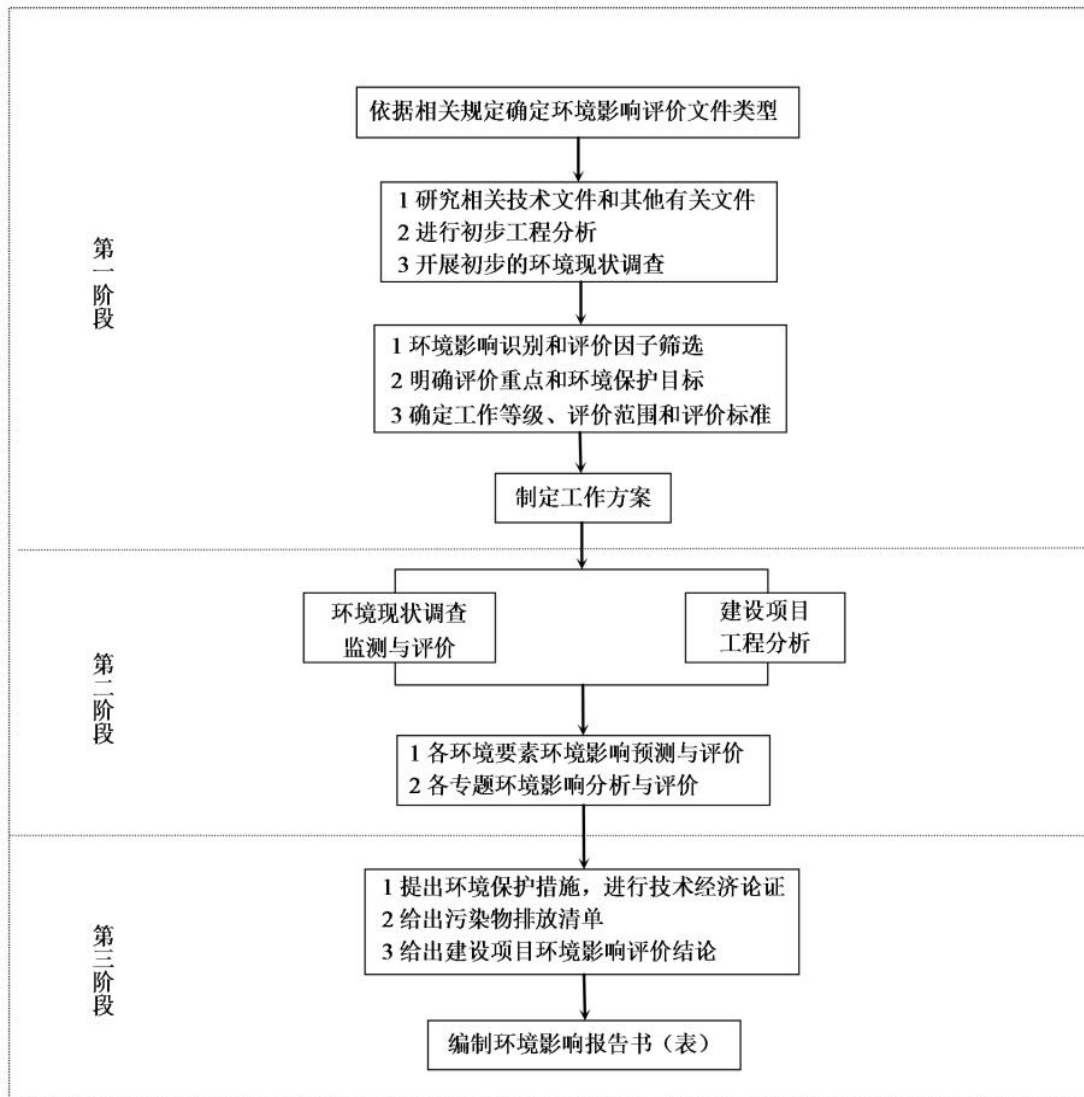 依据相关规定确定环境影响评价文件类型
1 研究相关技术文件和其他有关文件
2 进行初步工程分析
3 开展初步的环境现状调查
第一阶段
1 环境影响识别和评价因子筛选
2 明确评价重点和环境保护目标
3 确定工作等级、评价范围和评价标准
制定工作方案
环境现状调查
监测与评价
建设项目
工程分析
第二阶段
1 各环境要素环境影响预测与评价
2 各专题环境影响分析与评价
1 提出环境保护措施，进行技术经济论证
2 给出污染物排放清单
3 给出建设项目环境影响评价结论
第三阶段
编制环境影响报告书（表）